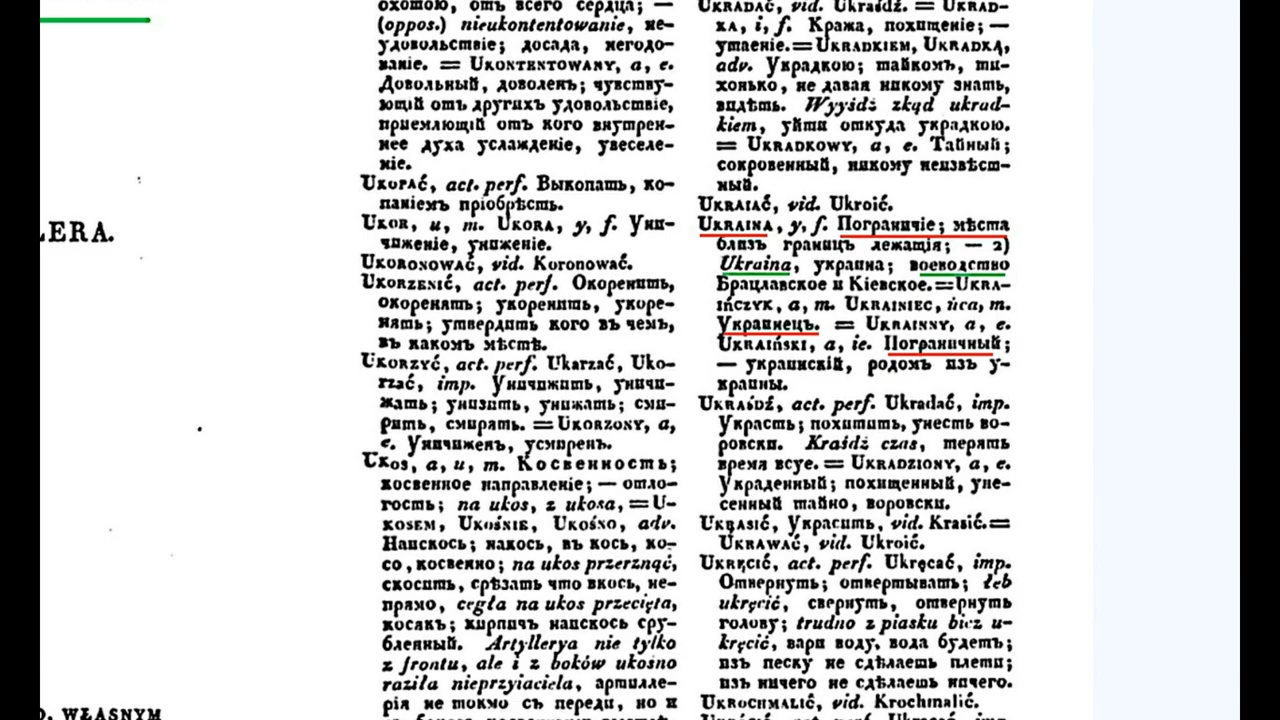 LERA.
O. WŁASNYM
охотою, отъ всего сердца; —
(oppos.) nieukontentowanie, не-
удовольствіе; досада, негодо-
ваніе. = UKONTENTOWANY, a, e.
Довольный, доволенъ; чувству-
ющій отъ другихъ удовольствіе,
пріемлющій отъ кого внутрен-
нее духа услажденіе, увеселе-
ніе.
UKOPAĆ, act. perf. Выкопать, ко-
паніемъ пріобрѣсть.
UKOR, u, m. UKORA, y, f. Уни-
чиженіе, униженіе.
UKORONOWAĆ, vid. Koronować.
UKORZENIĆ, act. perf. Окоренить,
окоренять; укоренить, укоре-
нять; утвердить кого въ чемъ,
въ какомъ мѣстѣ.
UKORZYĆ, act. perf. Ukarzać, Uko-
rzać, imp. Уничижить, уничи-
жать; унизить, унижать; сми-
рить, смирять. = UKORZONY, a,
e. Уничиженъ, усмиренъ.
UKOS, a, u, m. Косвенность;
косвенное направленіе; — отло-
гость; na ukos, z ukosa, = U-
KOSEM, UKOŚNIE, UKOŚNO, adv.
Наискось; накось, въ кось, ко-
со, косвенно; na ukos przerznąć,
скосить, срѣзать что вкось, не-
прямо, cegła na ukos przecięta,
косякъ; кирпичъ наискось сру-
бленный. Artyllerya nie tylko
z frontu, ale i z boków ukośno
raziła nieprzyiaciela, артилле-
рія не токмо съ переди, но и
UKRADAĆ, vid. Ukraśdź. = UKRAD-
KA, i, f. Кража, похищеніе; —
утаеніе. = UKRADKIEM, UKRADKĄ,
adv. Украдкою; тайкомъ, ти-
хонько, не давая никому знать,
видѣть. Wyyśdź zkąd ukrad-
kiem, уйти откуда украдкою.
= UKRADKOWY, a, e. Тайный;
сокровенный, никому неизвѣст-
ный.
UKRAIAĆ, vid. Ukroić.
UKRAINA, y, f. Пограничіе; мѣста
близъ границъ лежащія; — 2)
Ukraina, украина; воеводство
Брацлавское и Кіевское. = UKRA-
IŃCZYK, a, m. UKRAINIEC, ńca, m.
Украинецъ. = UKRAINNY, a, e.
UKRAIŃSKI, a, ie. Пограничный;
— украинскій, родомъ изъ у-
краины.
UKRAŚDŹ, act. perf. Ukradać, imp.
Украсть; похитить, унесть во-
ровски. Kraśdź czas, терять
время всуе. = UKRADZIONY, a, e.
Украденный; похищенный, уне-
сенный тайно, воровски.
UKRASIĆ, Украсить, vid. Krasić. =
UKRAWAĆ, vid. Ukroić.
UKRĘCIĆ, act. perf. Ukręcać, imp.
Отвернуть; отвертывать; łeb
ukręcić, свернуть, отвернуть
голову; trudno z piasku bicz u-
kręcić, вари воду, вода будетъ;
изъ песку не сдѣлаешь плети;
изъ ничего не сдѣлаешь ничего.
UKROCHMALIĆ, vid. Krochmalić.